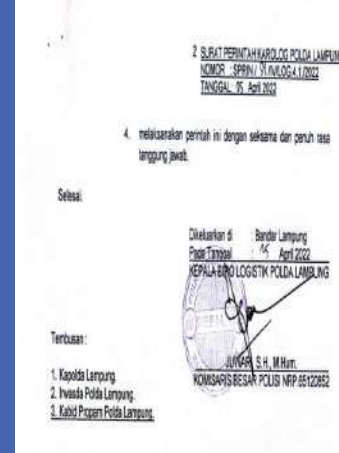 2 SURAT PERINTAH KAROLOG POLDA LAMPUNG
NOMOR : SPRIN / /IV/LOG.4.1/2022
TANGGAL: 05 April 2022
4. melaksanakan perintah ini dengan seksama dan penuh rasa
tanggung jawab.
Selesai.
Dikeluarkan di : Bandar Lampung
Pada Tanggal : April 2022
KEPALA BIRO LOGISTIK POLDA LAMPUNG
JUNARI, S.H., M.Hum.
KOMISARIS BESAR POLISI NRP 65120852
Tembusan :
1. Kapolda Lampung.
2. Irwasda Polda Lampung.
3. Kabid Propam Polda Lampung.